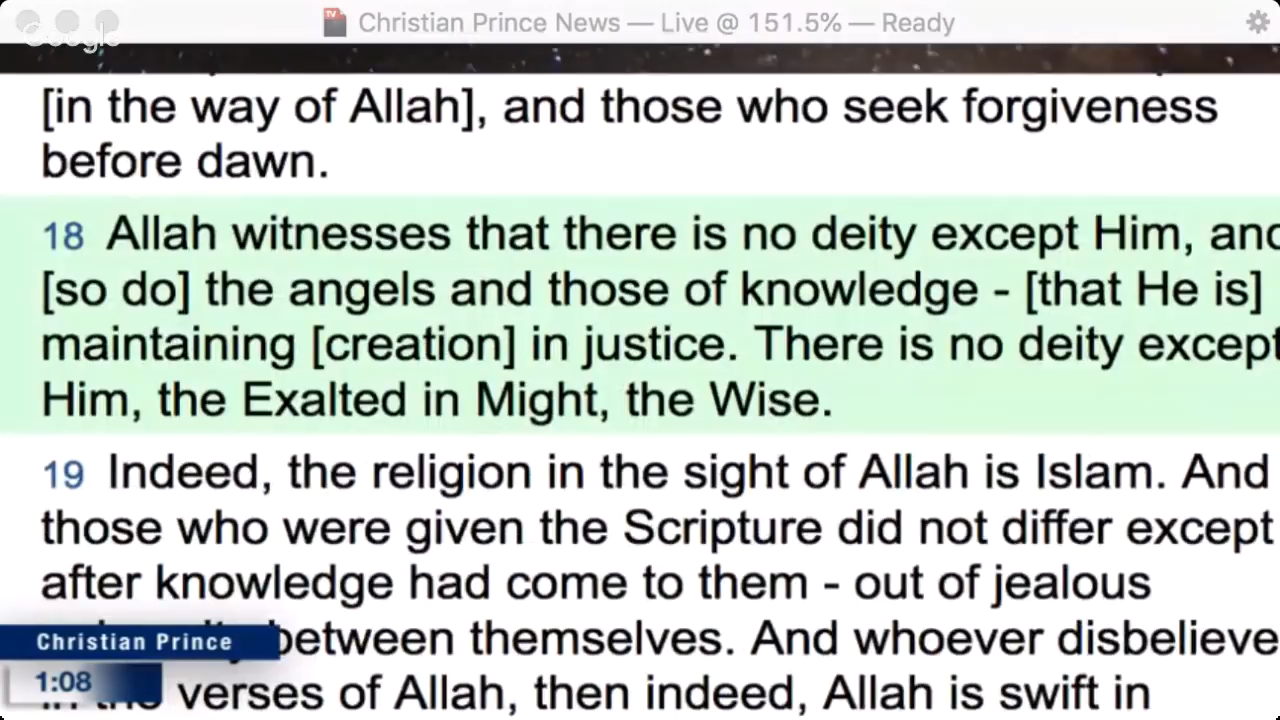 Christian Prince News — Live @ 151.5% — Ready
Google
[in the way of Allah], and those who seek forgiveness
before dawn.
18 Allah witnesses that there is no deity except Him, and
[so do] the angels and those of knowledge - [that He is]
maintaining [creation] in justice. There is no deity except
Him, the Exalted in Might, the Wise.
19 Indeed, the religion in the sight of Allah is Islam. And
those who were given the Scripture did not differ except
after knowledge had come to them - out of jealous
between themselves. And whoever disbelieve
verses of Allah, then indeed, Allah is swift in
Christian Prince
1:08